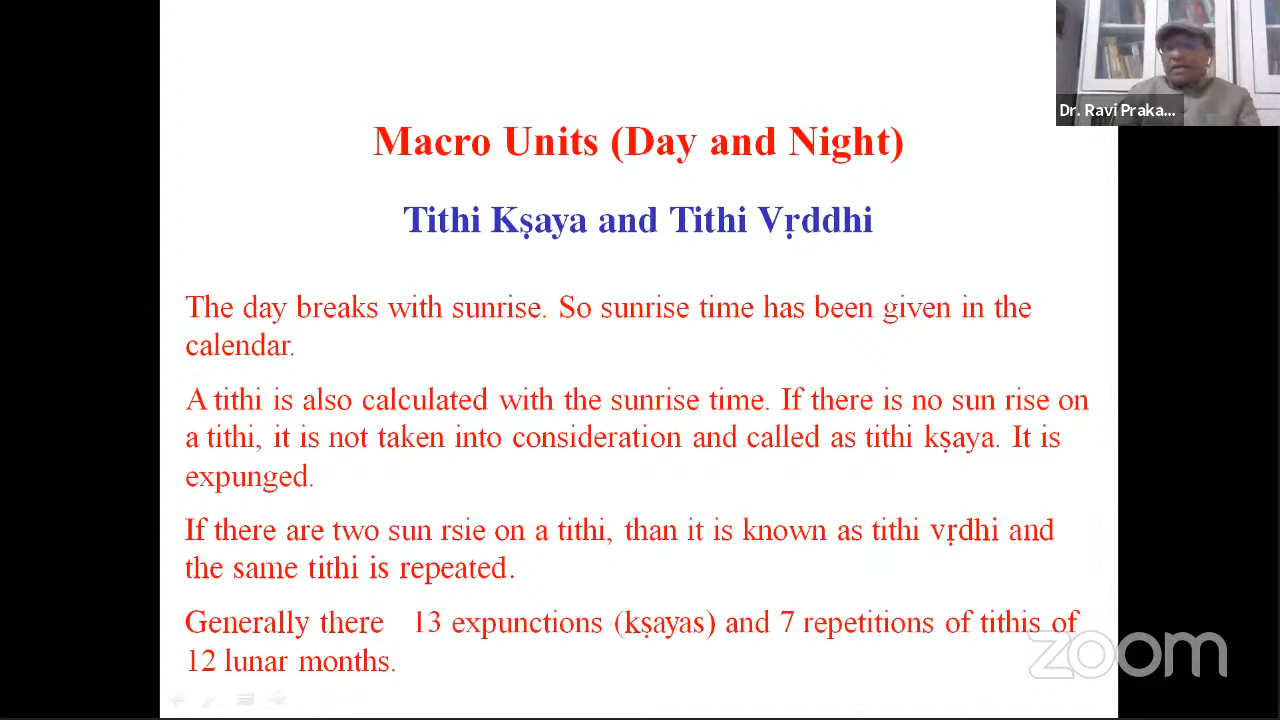 Dr. Ravi Praka...
Macro Units (Day and Night)
Tithi Kṣaya and Tithi Vṛddhi
The day breaks with sunrise. So sunrise time has been given in the
calendar.
A tithi is also calculated with the sunrise time. If there is no sun rise on
a tithi, it is not taken into consideration and called as tithi kṣaya. It is
expunged.
If there are two sun rsie on a tithi, than it is known as tithi vṛdhi and
the same tithi is repeated.
Generally there 13 expunctions (kṣayas) and 7 repetitions of tithis of
12 lunar months.
zoom